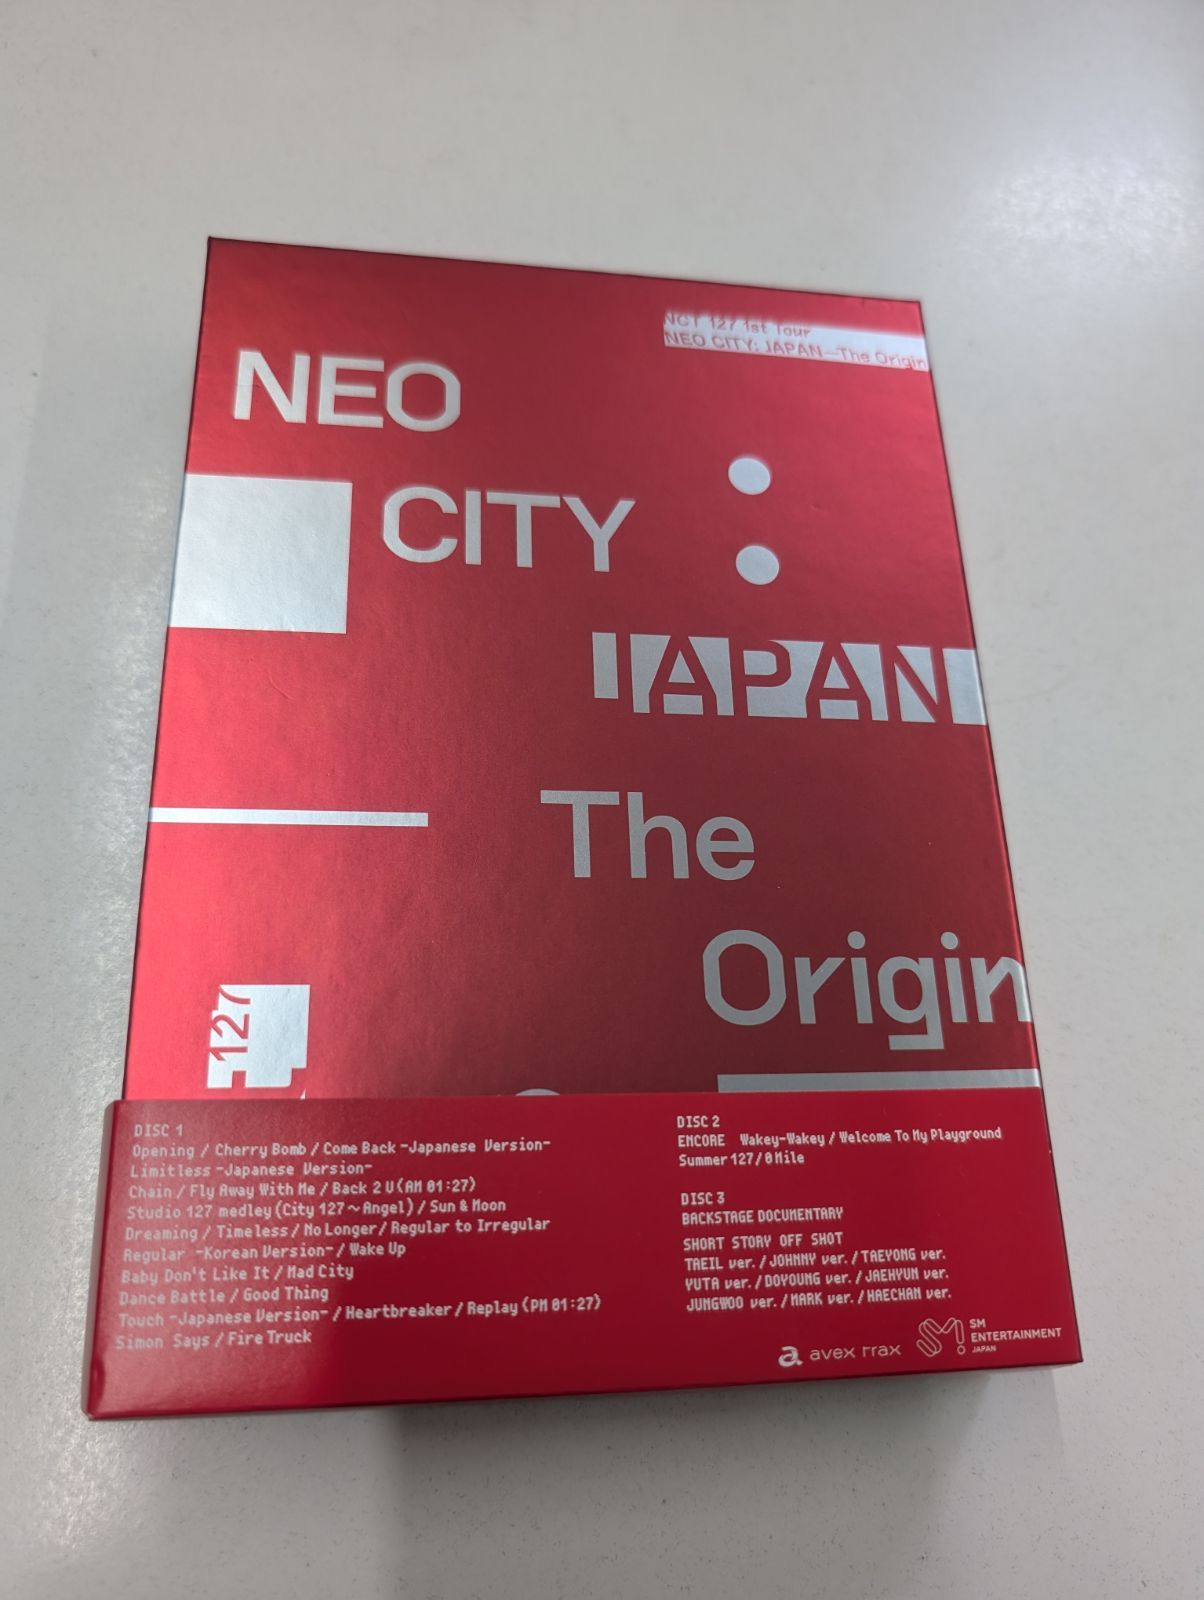 NCT 127 1st Tour
NEO CITY: JAPAN—The Origin
NEO
CITY :
JAPAN
The
Origin
127
DISC 1
Opening / Cherry Bomb / Come Back -Japanese Version-
Limitless -Japanese Version-
Chain / Fly Away With Me / Back 2 U (AM 01:27)
Studio 127 medley (City 127～Angel) / Sun & Moon
Dreaming / Timeless / No Longer / Regular to Irregular
Regular -Korean Version- / Wake Up
Baby Don't Like It / Mad City
Dance Battle / Good Thing
Touch -Japanese Version- / Heartbreaker / Replay (PM 01:27)
Simon Says / Fire Truck
DISC 2
ENCORE Wakey-Wakey / Welcome To My Playground
Summer 127 / 0 Mile
DISC 3
BACKSTAGE DOCUMENTARY
SHORT STORY OFF SHOT
TAEIL ver. / JOHNNY ver. / TAEYONG ver.
YUTA ver. / DOYOUNG ver. / JAEHYUN ver.
JUNGWOO ver. / MARK ver. / HAECHAN ver.
a avex trax
SM
ENTERTAINMENT
JAPAN